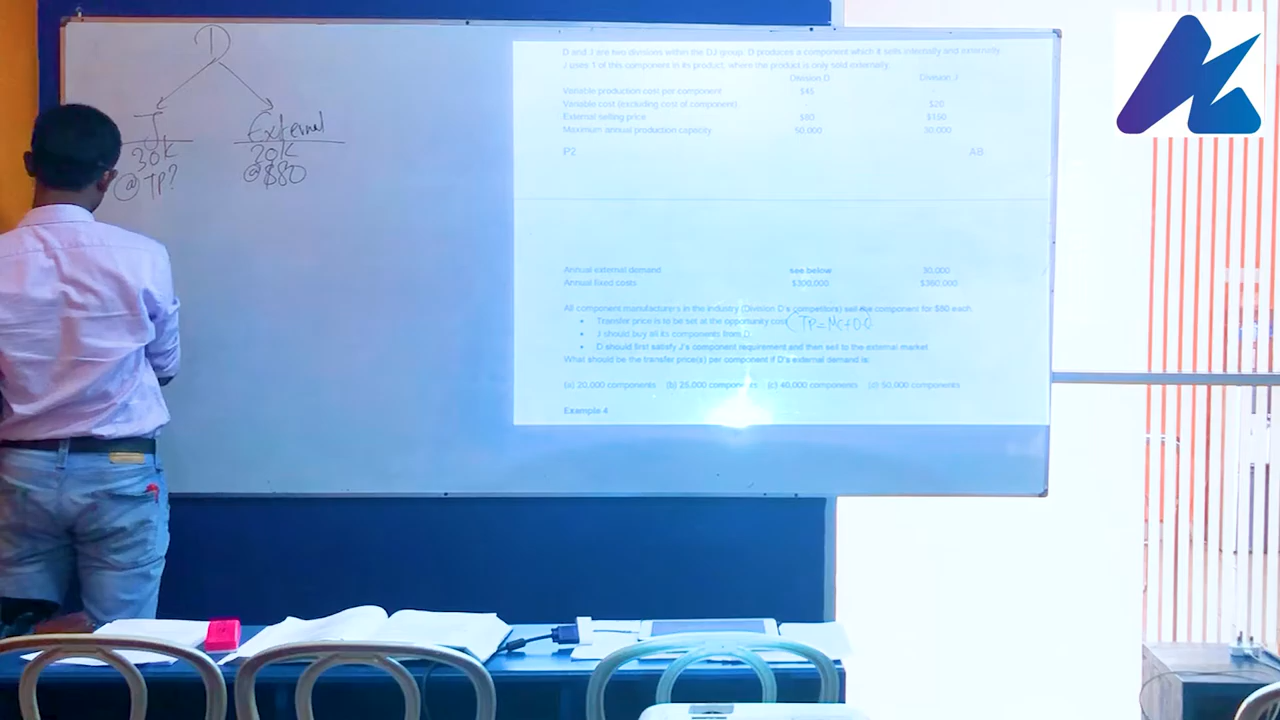 D
J
External
30K
20K
@ TP?
@ $80
D and J are two divisions within the DJ group. D produces a component which it sells internally and externally.
J uses 1 of this component in its product, where the product is only sold externally.
Division D Division J
Variable production cost per component $45 -
Variable cost (excluding cost of component) - $20
External selling price $80 $150
Maximum annual production capacity 50,000 30,000
P2 AB
Annual external demand see below 30,000
Annual fixed costs $300,000 $360,000
All component manufacturers in the industry (Division D's competitors) sell the component for $80 each.
• Transfer price is to be set at the opportunity cost (TP = MC + O.C)
• J should buy all its components from D
• D should first satisfy J's component requirement and then sell to the external market
What should be the transfer price(s) per component if D's external demand is:
(a) 20,000 components (b) 25,000 components (c) 40,000 components (d) 50,000 components
Example 4